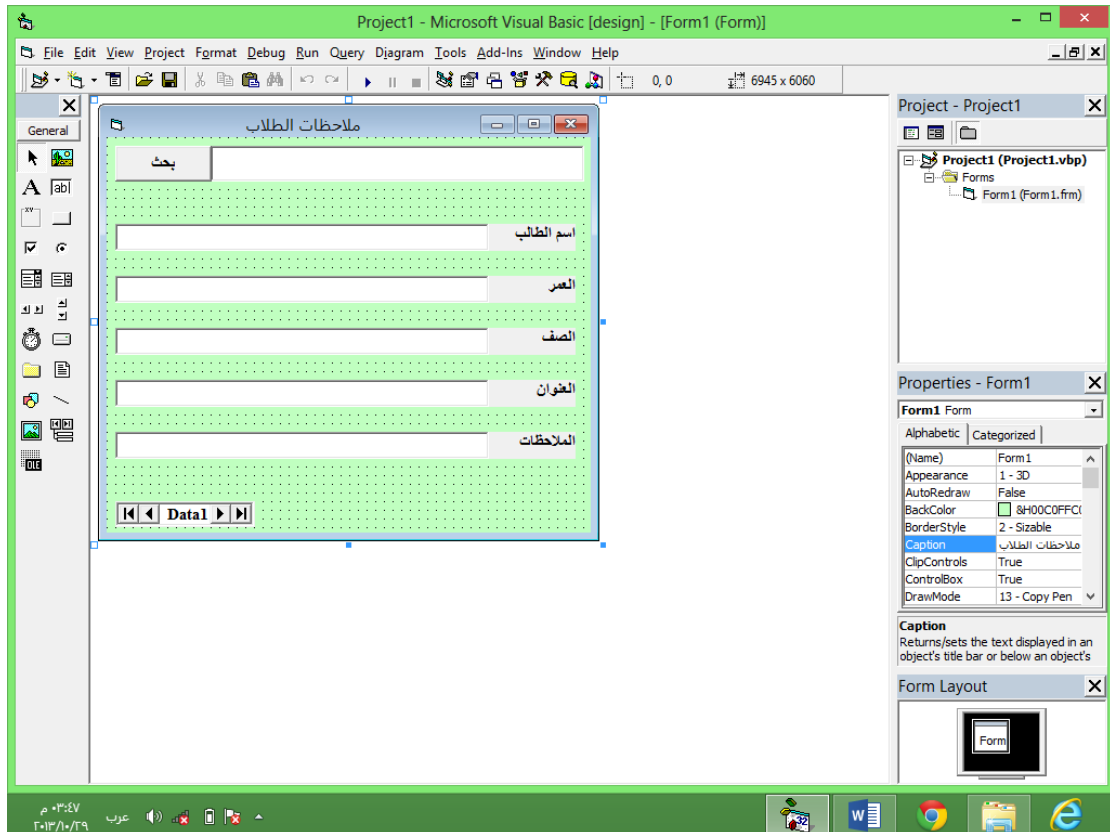 Project1 - Microsoft Visual Basic [design] - [Form1 (Form)]
File Edit View Project Format Debug Run Query Diagram Tools Add-Ins Window Help
0, 0 6945 x 6060
General
A ab|
xy
OLE
ملاحظات الطلاب
بحث
اسم الطالب
العمر
الصف
العنوان
الملاحظات
Data1
Project - Project1
Project1 (Project1.vbp)
Forms
Form1 (Form1.frm)
Properties - Form1
Form1 Form
Alphabetic Categorized
(Name) Form1
Appearance 1 - 3D
AutoRedraw False
BackColor &H00C0FFC(
BorderStyle 2 - Sizable
Caption ملاحظات الطلاب
ClipControls True
ControlBox True
DrawMode 13 - Copy Pen
Caption
Returns/sets the text displayed in an
object's title bar or below an object's
Form Layout
Form
٠٣:٤٧ م
٢٠١٣/١٠/٢٩
عرب
32
W